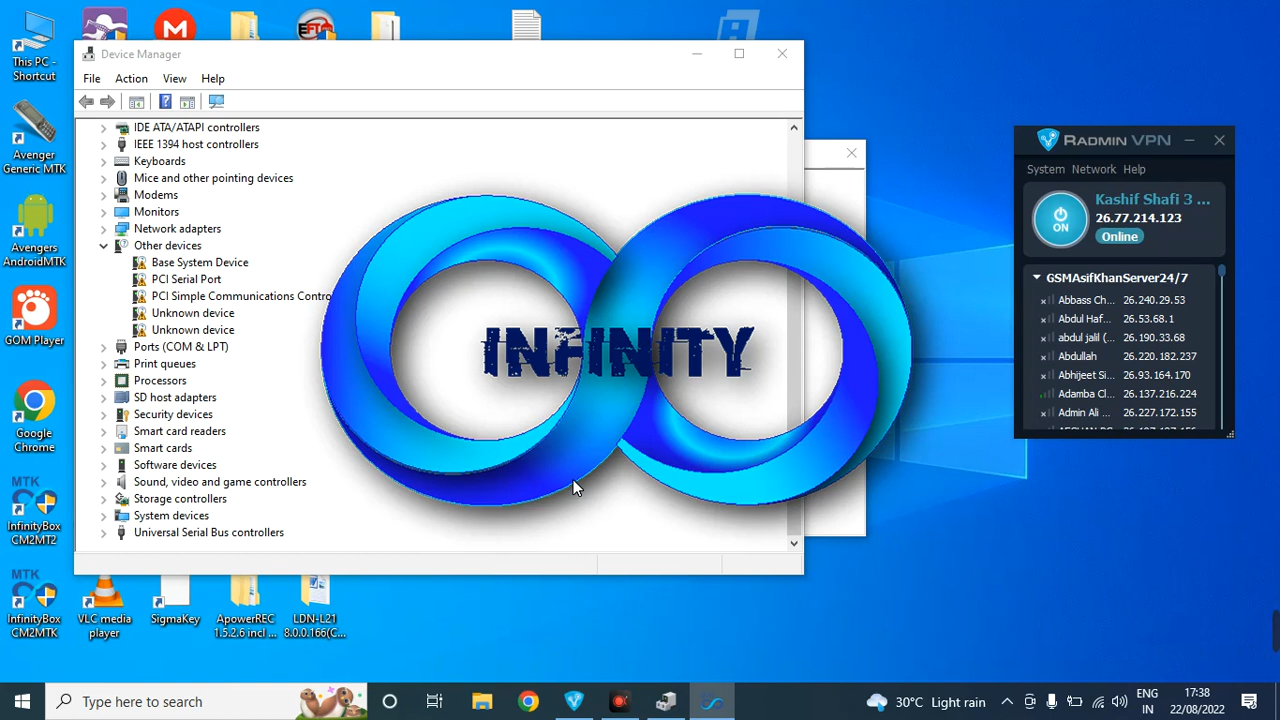 This PC -
Shortcut
Avenger
Generic MTK
Avengers
AndroidMTK
GOM Player
Google
Chrome
MTK
InfinityBox
CM2MT2
MTK
InfinityBox
CM2MTK
VLC media
player
SigmaKey
ApowerREC
1.5.2.6 incl ...
LDN-L21
8.0.0.166(C...
EFT
Device Manager
File Action View Help
IDE ATA/ATAPI controllers
IEEE 1394 host controllers
Keyboards
Mice and other pointing devices
Modems
Monitors
Network adapters
Other devices
Base System Device
PCI Serial Port
PCI Simple Communications Contro
Unknown device
Unknown device
Ports (COM & LPT)
Print queues
Processors
SD host adapters
Security devices
Smart card readers
Smart cards
Software devices
Sound, video and game controllers
Storage controllers
System devices
Universal Serial Bus controllers
INFINITY
RADMIN VPN
System Network Help
ON
Kashif Shafi 3 ...
26.77.214.123
Online
GSMAsifKhanServer24/7
Abbass Ch... 26.240.29.53
Abdul Haf... 26.53.68.1
abdul jalil (... 26.190.33.68
Abdullah 26.220.182.237
Abhijeet Si... 26.93.164.170
Adamba Cl... 26.137.216.224
Admin Ali ... 26.227.172.155
Type here to search
30°C Light rain
ENG
IN
17:38
22/08/2022